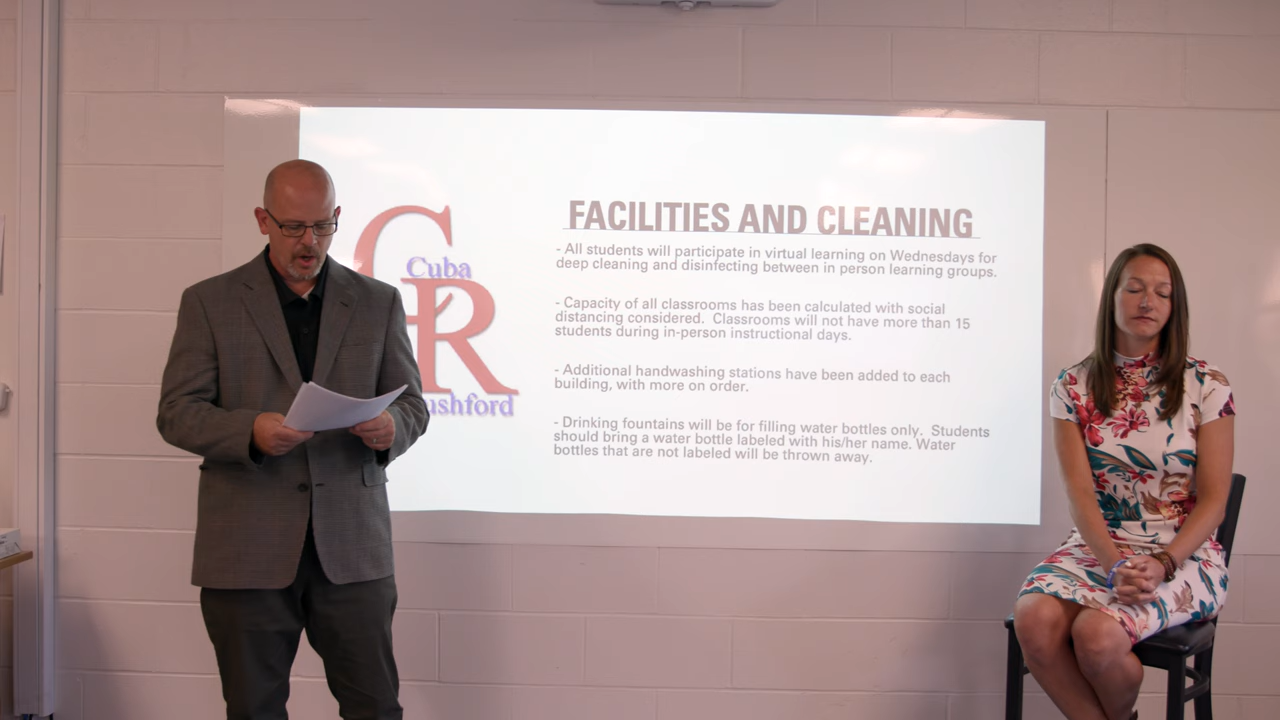 CR
Cuba
ushford
FACILITIES AND CLEANING
- All students will participate in virtual learning on Wednesdays for
deep cleaning and disinfecting between in person learning groups.
- Capacity of all classrooms has been calculated with social
distancing considered. Classrooms will not have more than 15
students during in-person instructional days.
- Additional handwashing stations have been added to each
building, with more on order.
- Drinking fountains will be for filling water bottles only. Students
should bring a water bottle labeled with his/her name. Water
bottles that are not labeled will be thrown away.